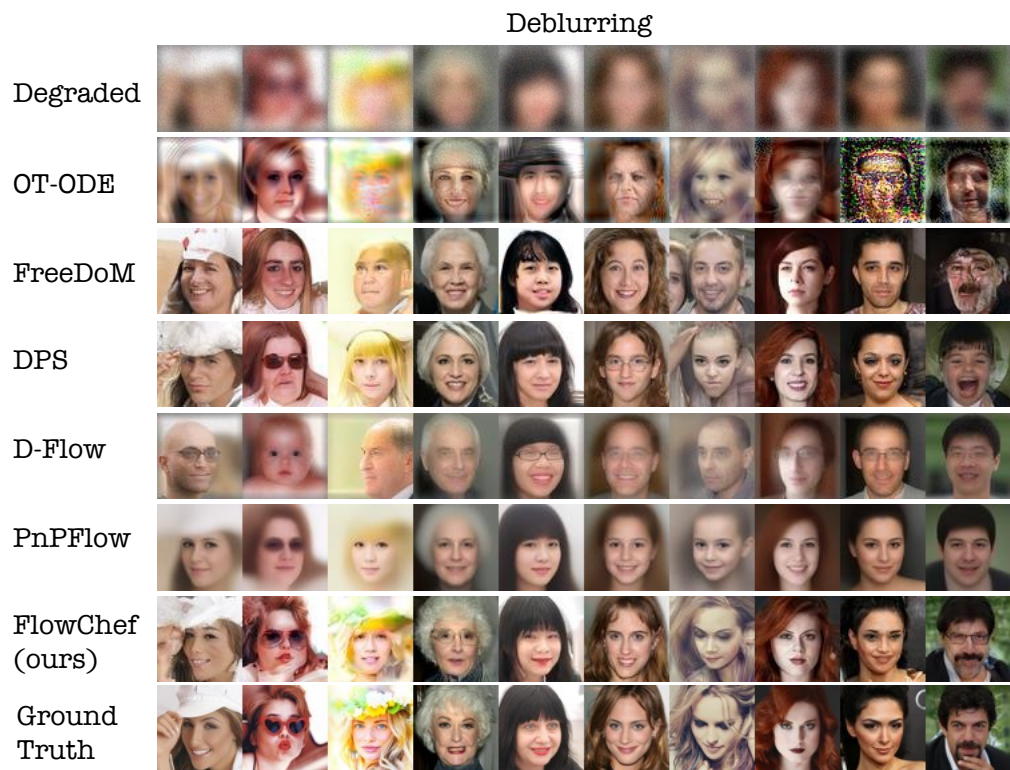 Deblurring
Degraded
OT-ODE
FreeDoM
DPS
D-Flow
PnPFlow
FlowChef
(ours)
Ground
Truth